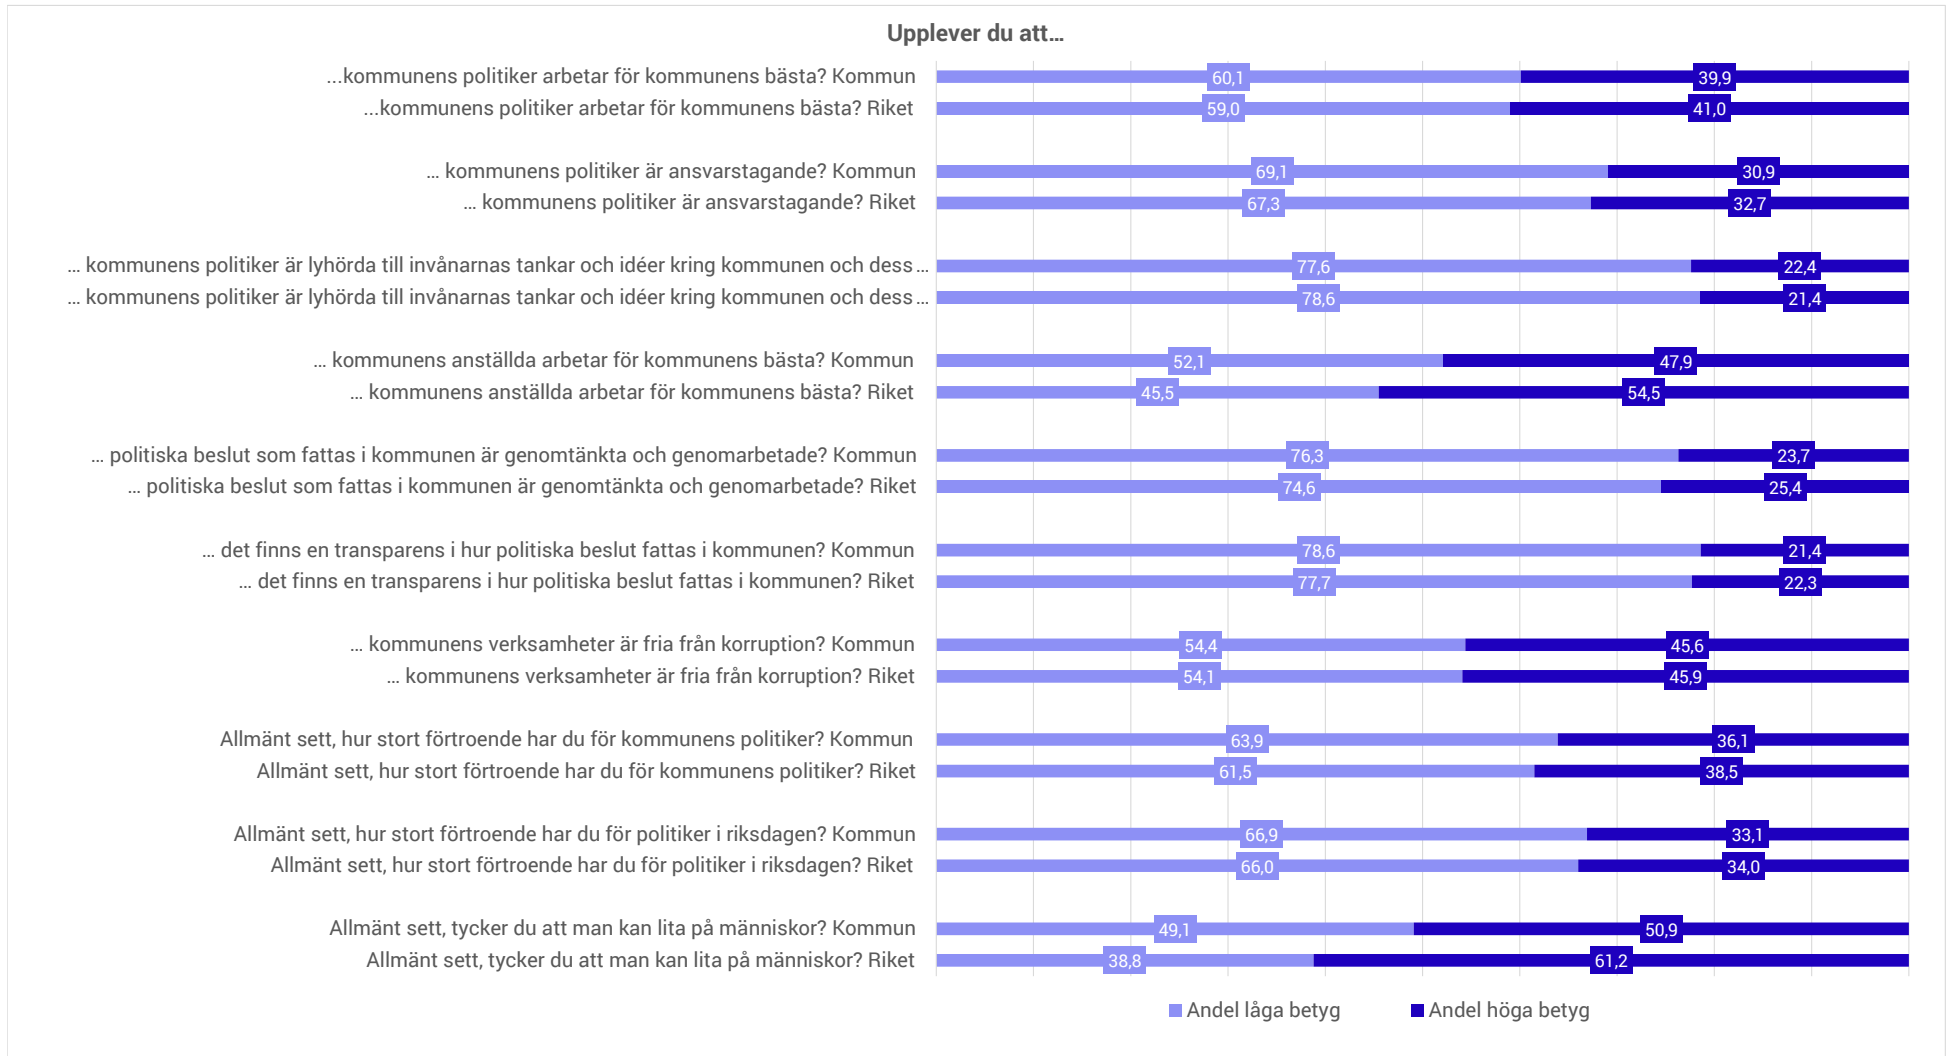 Upplever du att...
...kommunens politiker arbetar för kommunens bästa? Kommun 60,1 39,9
...kommunens politiker arbetar för kommunens bästa? Riket 59,0 41,0
... kommunens politiker är ansvarstagande? Kommun 69,1 30,9
... kommunens politiker är ansvarstagande? Riket 67,3 32,7
... kommunens politiker är lyhörda till invånarnas tankar och idéer kring kommunen och dess ... 77,6 22,4
... kommunens politiker är lyhörda till invånarnas tankar och idéer kring kommunen och dess ... 78,6 21,4
... kommunens anställda arbetar för kommunens bästa? Kommun 52,1 47,9
... kommunens anställda arbetar för kommunens bästa? Riket 45,5 54,5
... politiska beslut som fattas i kommunen är genomtänkta och genomarbetade? Kommun 76,3 23,7
... politiska beslut som fattas i kommunen är genomtänkta och genomarbetade? Riket 74,6 25,4
... det finns en transparens i hur politiska beslut fattas i kommunen? Kommun 78,6 21,4
... det finns en transparens i hur politiska beslut fattas i kommunen? Riket 77,7 22,3
... kommunens verksamheter är fria från korruption? Kommun 54,4 45,6
... kommunens verksamheter är fria från korruption? Riket 54,1 45,9
Allmänt sett, hur stort förtroende har du för kommunens politiker? Kommun 63,9 36,1
Allmänt sett, hur stort förtroende har du för kommunens politiker? Riket 61,5 38,5
Allmänt sett, hur stort förtroende har du för politiker i riksdagen? Kommun 66,9 33,1
Allmänt sett, hur stort förtroende har du för politiker i riksdagen? Riket 66,0 34,0
Allmänt sett, tycker du att man kan lita på människor? Kommun 49,1 50,9
Allmänt sett, tycker du att man kan lita på människor? Riket 38,8 61,2
Andel låga betyg Andel höga betyg